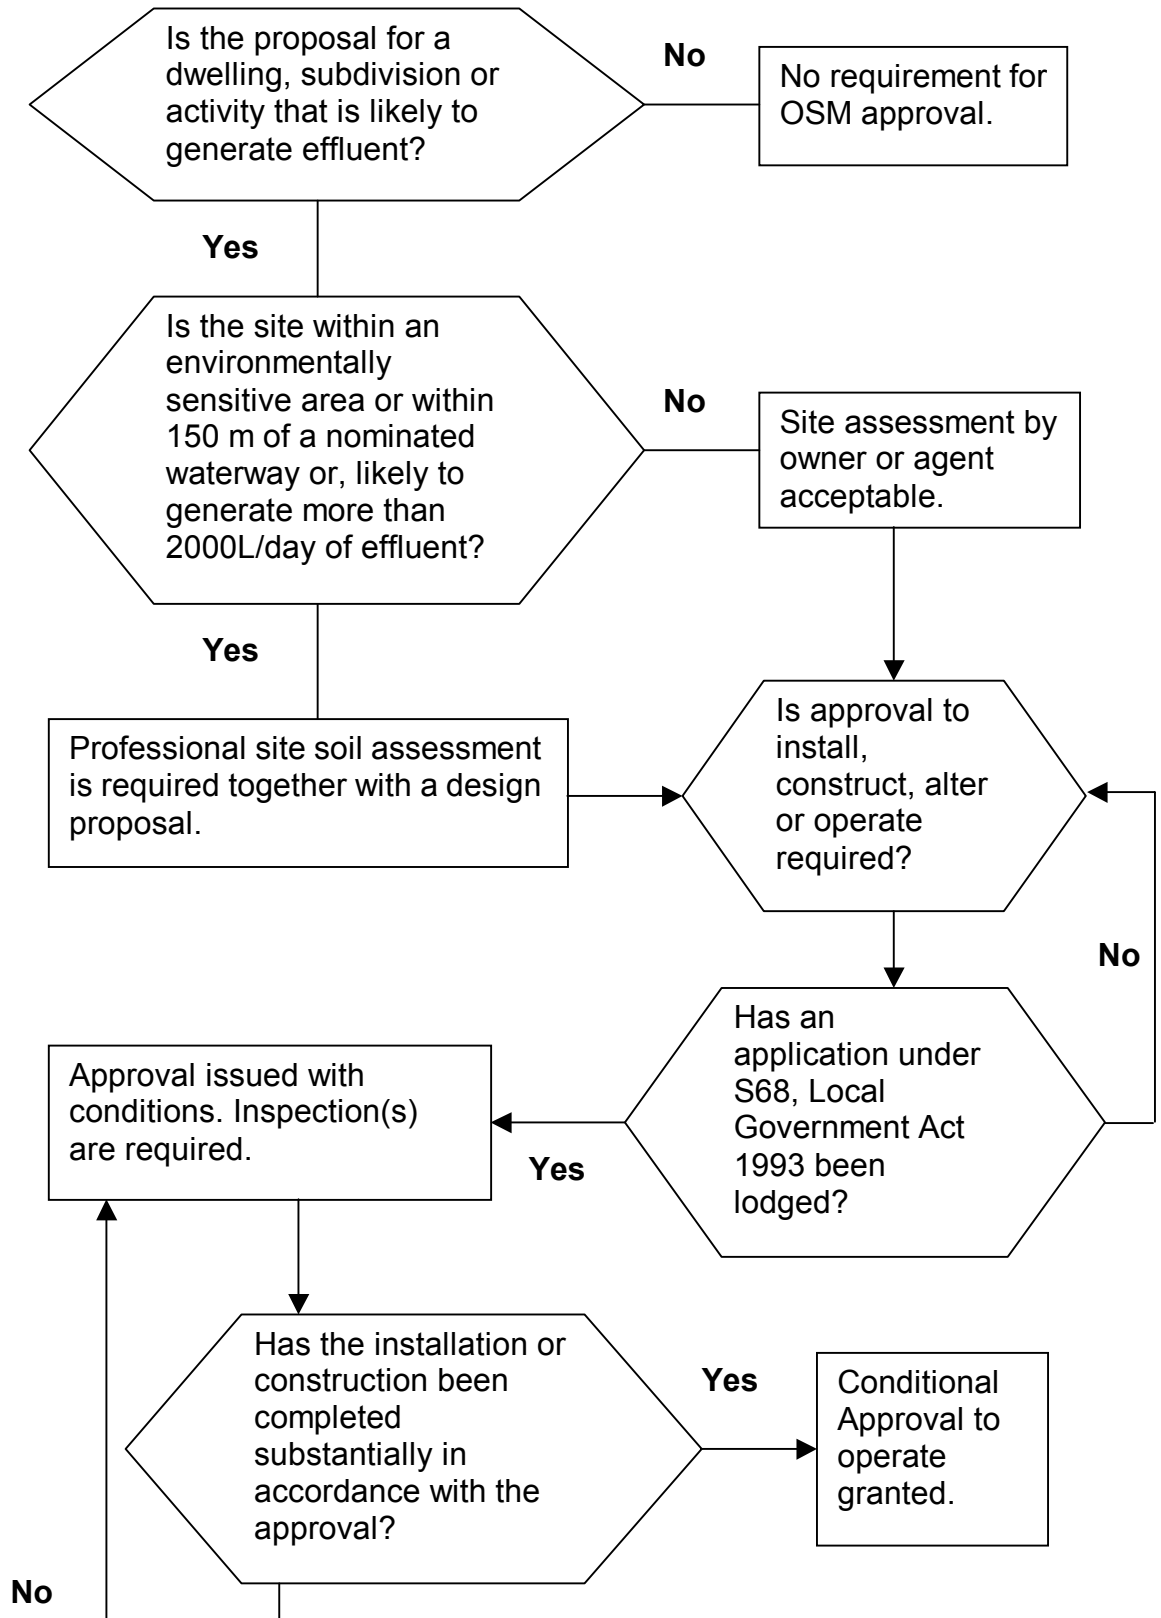 Is the proposal for a
dwelling, subdivision or
activity that is likely to
generate effluent?
No
No requirement for
OSM approval.
Yes
Is the site within an
environmentally
sensitive area or within
150 m of a nominated
waterway or, likely to
generate more than
2000L/day of effluent?
No
Site assessment by
owner or agent
acceptable.
Yes
Professional site soil assessment
is required together with a design
proposal.
Is approval to
install,
construct, alter
or operate
required?
No
Has an
application under
S68, Local
Government Act
1993 been
lodged?
Yes
Approval issued with
conditions. Inspection(s)
are required.
Has the installation or
construction been
completed
substantially in
accordance with the
approval?
Yes
Conditional
Approval to
operate
granted.
No